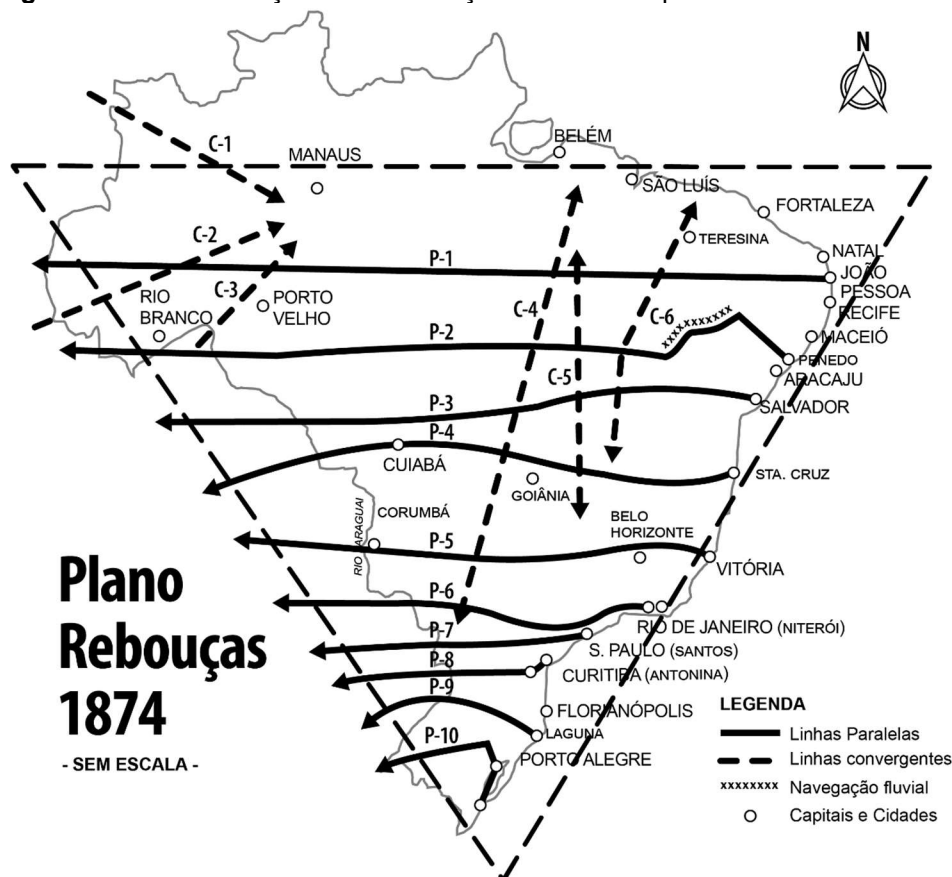 N
BELÉM
C-1
MANAUS
SÃO LUÍS
FORTALEZA
C-2
TERESINA
NATAL
P-1
JOÃO
PESSOA
C-3
RIO
BRANCO
PORTO
VELHO
C-4
C-6
xxxxxxxxxxx
RECIFE
MACEIÓ
P-2
PENEDO
ARACAJU
C-5
P-3
SALVADOR
P-4
CUIABÁ
GOIÂNIA
STA. CRUZ
CORUMBÁ
RIO PARAGUAI
BELO
HORIZONTE
P-5
VITÓRIA
Plano
Rebouças
1874
- SEM ESCALA -
P-6
RIO DE JANEIRO (NITERÓI)
P-7
S. PAULO (SANTOS)
P-8
CURITIBA (ANTONINA)
P-9
FLORIANÓPOLIS
LAGUNA
P-10
PORTO ALEGRE
LEGENDA
Linhas Paralelas
Linhas convergentes
xxxxxxxx Navegação fluvial
Capitais e Cidades